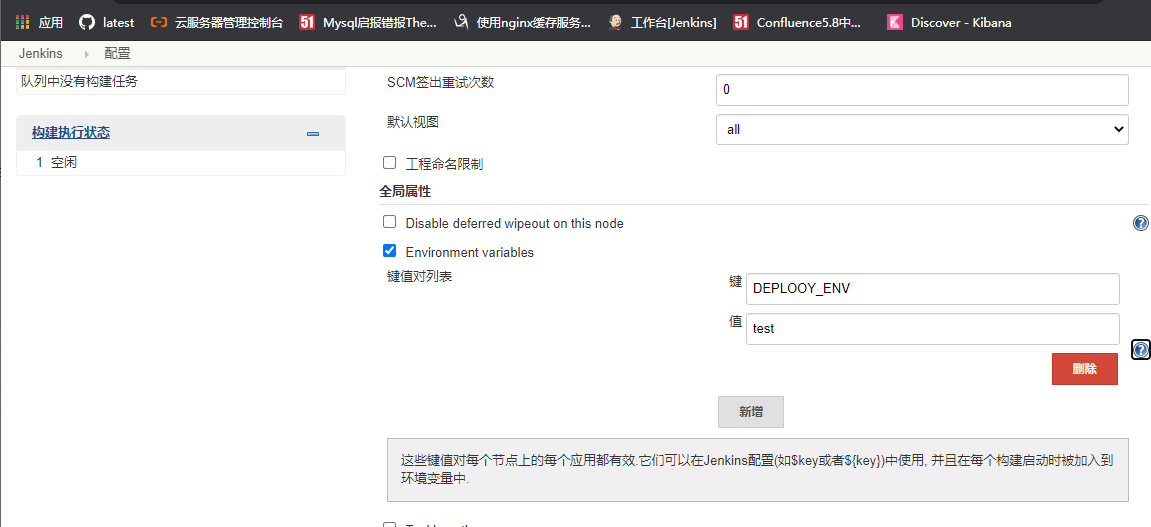 应用 latest 云服务器管理控制台 Mysql启报错报The... 使用nginx缓存服务... 工作台[Jenkins] Confluence5.8中... Discover - Kibana
Jenkins 配置
队列中没有构建任务
构建执行状态
1 空闲
SCM签出重试次数
0
默认视图
all
工程命名限制
全局属性
Disable deferred wipeout on this node
Environment variables
键值对列表
键
DEPLOOY_ENV
值
test
删除
新增
这些键值对每个节点上的每个应用都有效.它们可以在Jenkins配置(如$key或者${key})中使用, 并且在每个构建启动时被加入到
环境变量中.